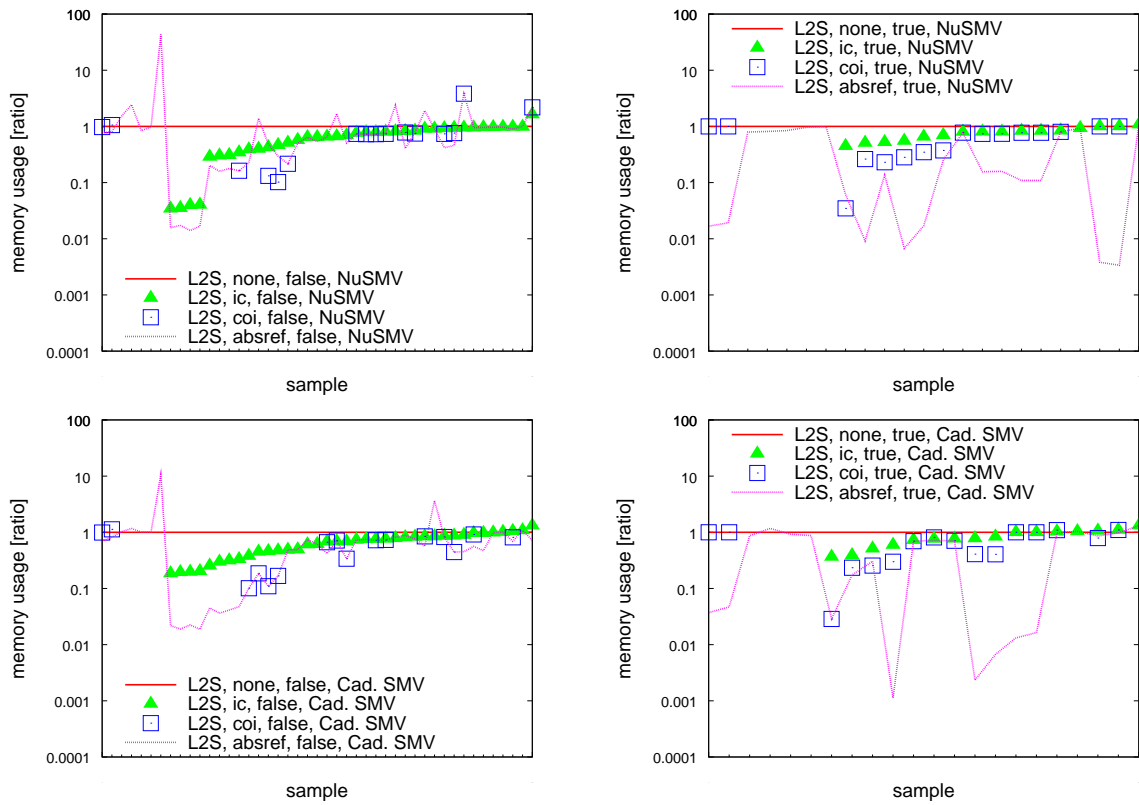 100
10
1
0.1
0.01
0.001
0.0001
memory usage [ratio]
sample
L2S, none, false, NuSMV
L2S, ic, false, NuSMV
L2S, coi, false, NuSMV
L2S, absref, false, NuSMV
100
10
1
0.1
0.01
0.001
0.0001
memory usage [ratio]
sample
L2S, none, true, NuSMV
L2S, ic, true, NuSMV
L2S, coi, true, NuSMV
L2S, absref, true, NuSMV
100
10
1
0.1
0.01
0.001
0.0001
memory usage [ratio]
sample
L2S, none, false, Cad. SMV
L2S, ic, false, Cad. SMV
L2S, coi, false, Cad. SMV
L2S, absref, false, Cad. SMV
100
10
1
0.1
0.01
0.001
0.0001
memory usage [ratio]
sample
L2S, none, true, Cad. SMV
L2S, ic, true, Cad. SMV
L2S, coi, true, Cad. SMV
L2S, absref, true, Cad. SMV